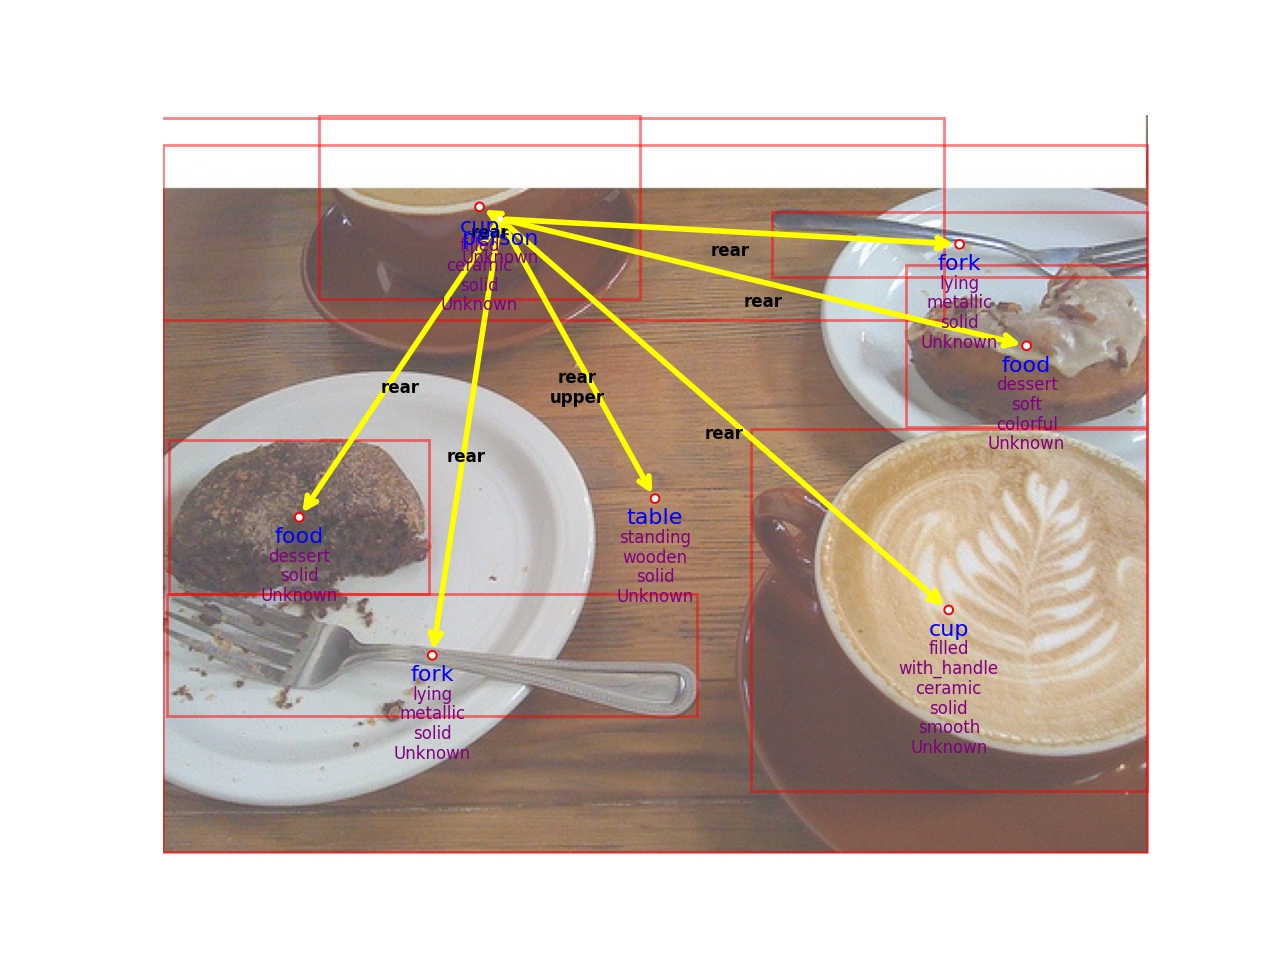 cup
filled
ceramic
solid
Unknown
person
Unknown
rear
rear
fork
lying
metallic
solid
Unknown
rear
food
dessert
soft
colorful
Unknown
rear
rear
upper
rear
rear
table
standing
wooden
solid
Unknown
food
dessert
solid
Unknown
cup
filled
with_handle
ceramic
solid
smooth
Unknown
fork
lying
metallic
solid
Unknown